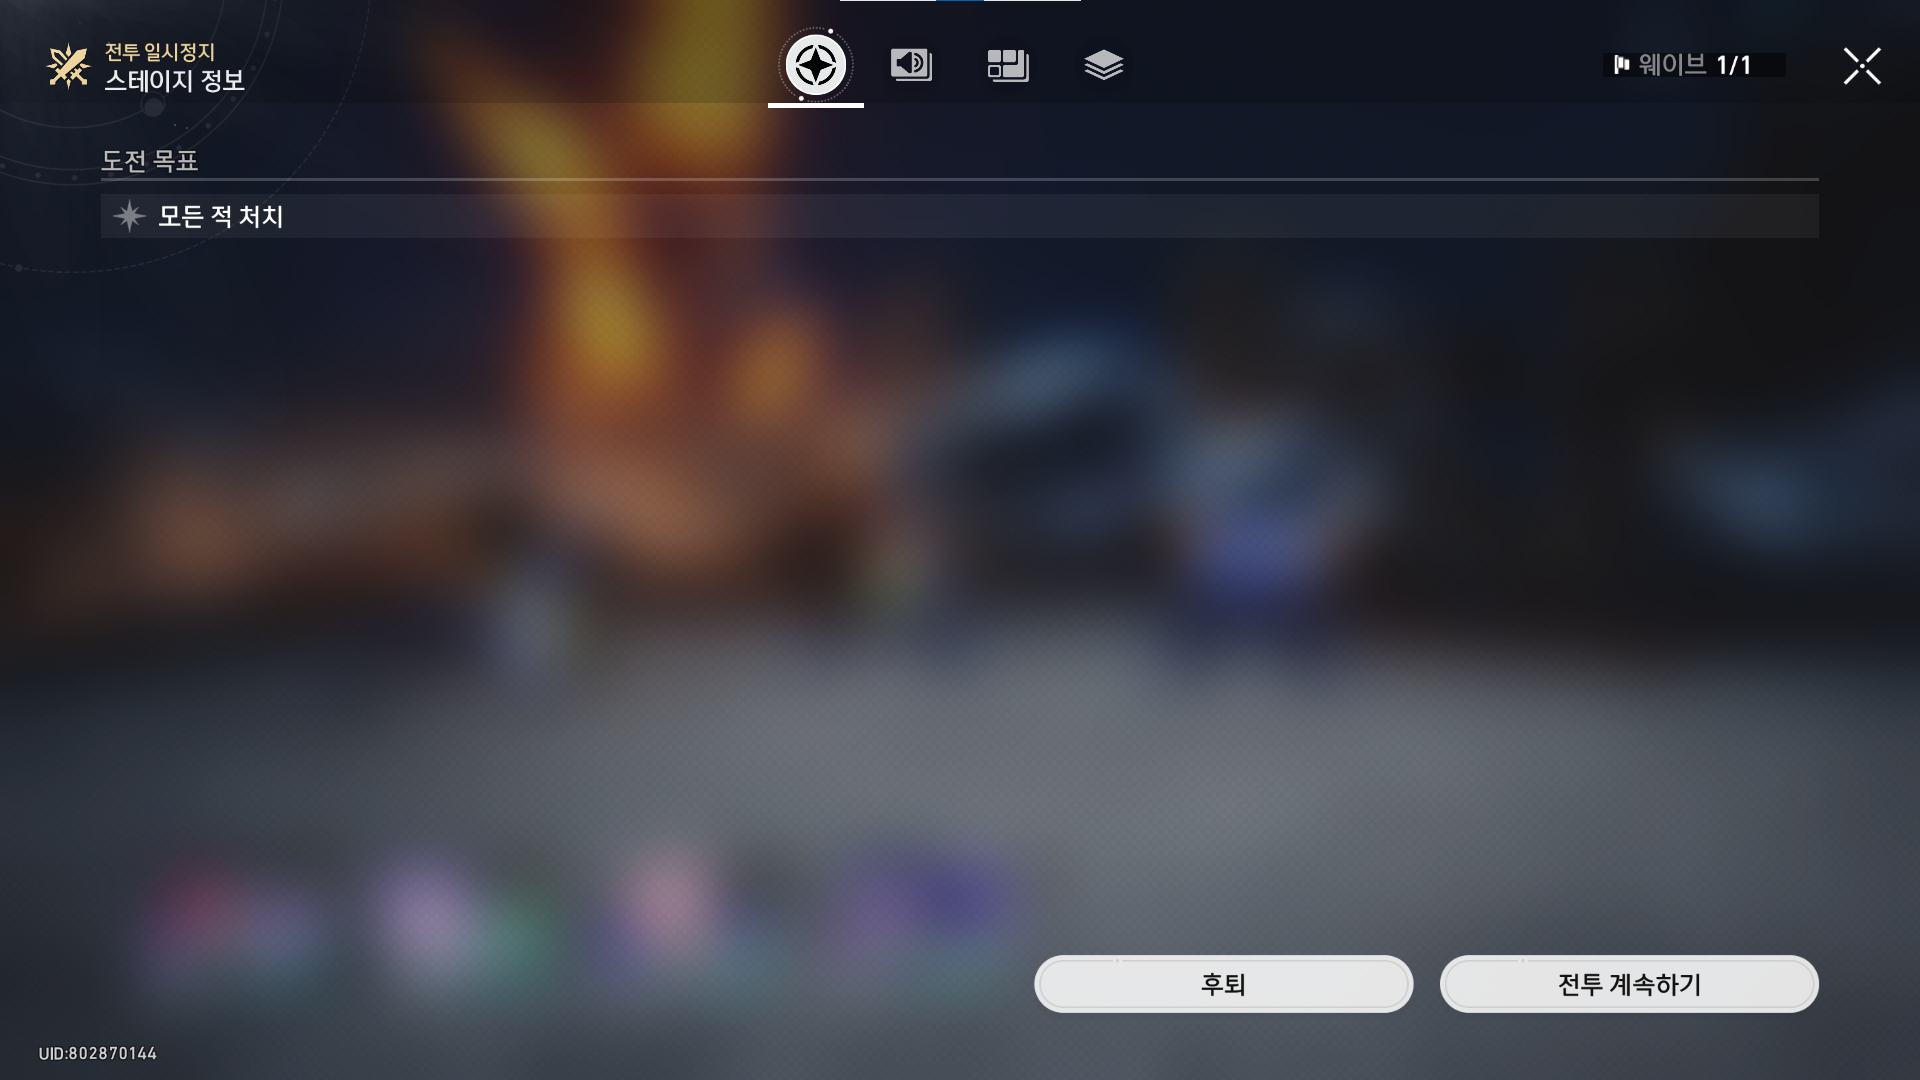 전투 일시정지
스테이지 정보
웨이브 1/1
도전 목표
모든 적 처치
후퇴
전투 계속하기
UID:802870144